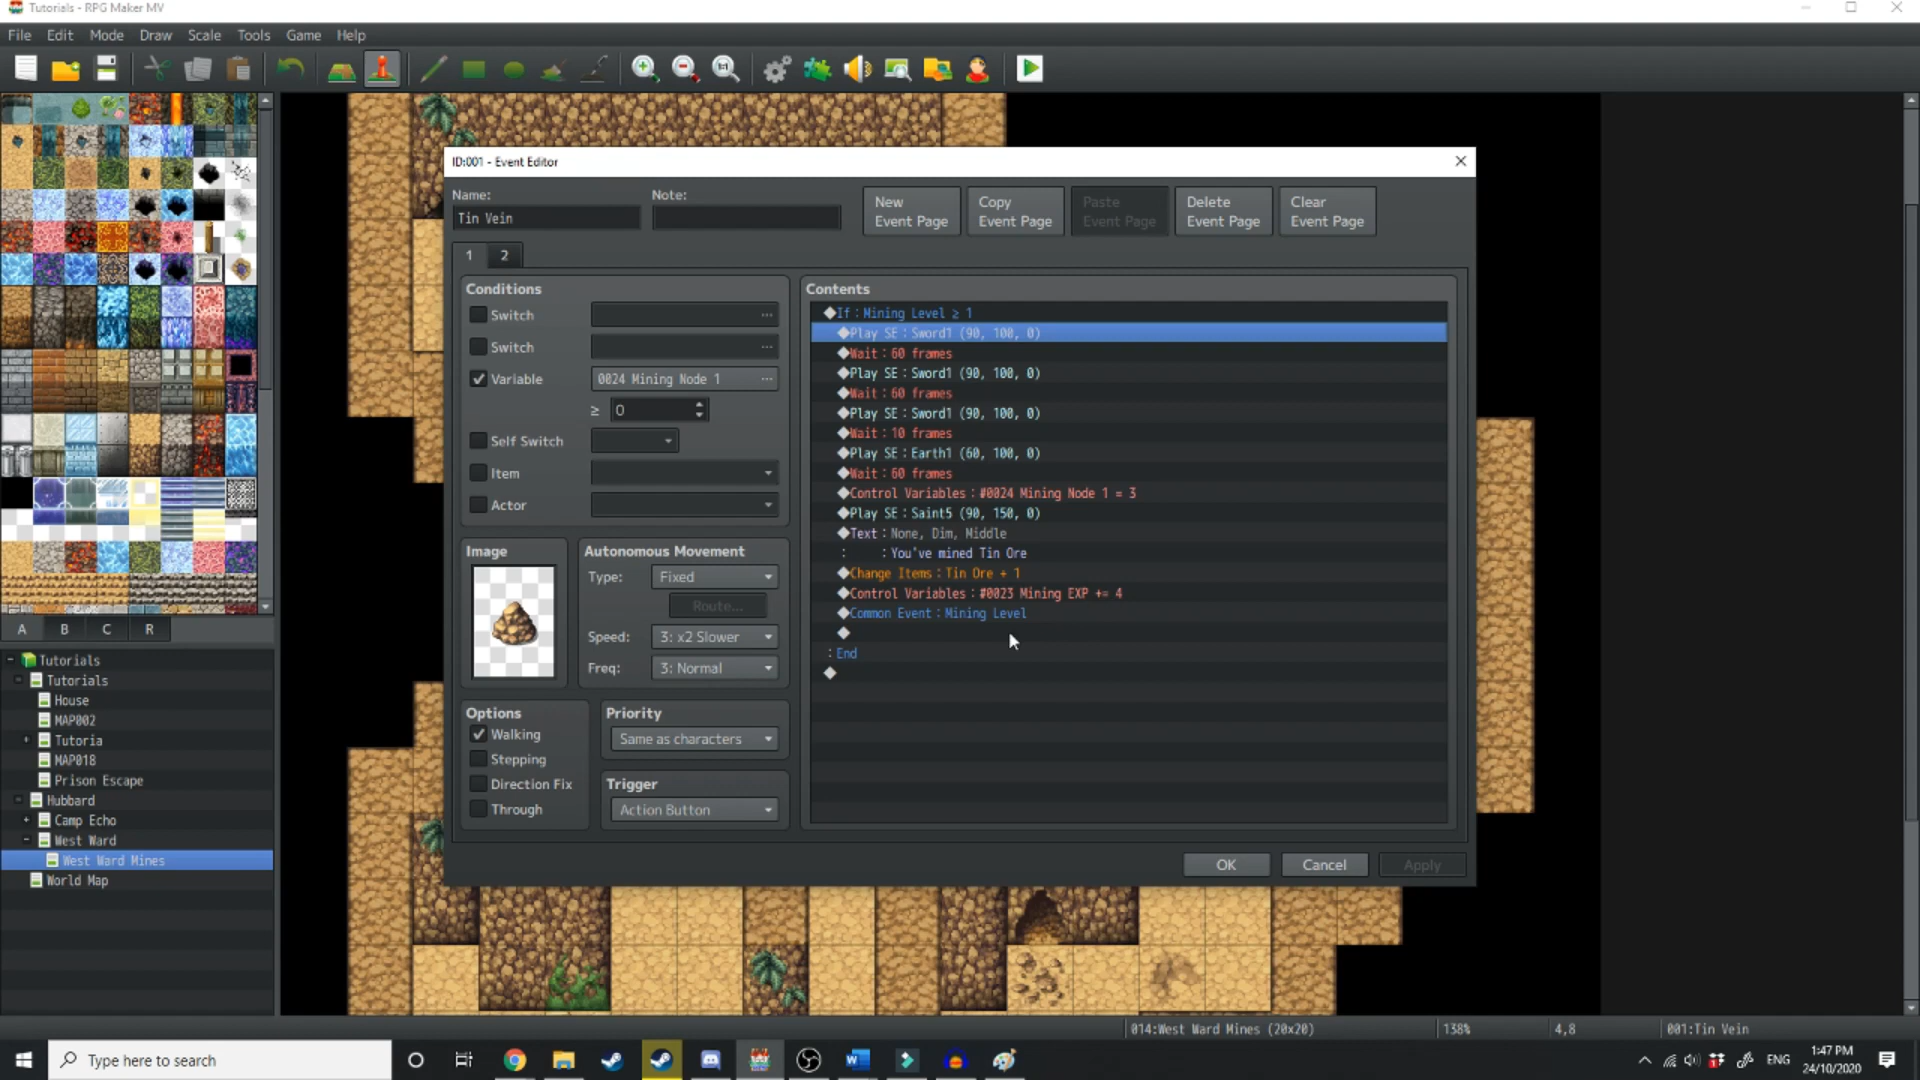 Tutorials - RPG Maker MV
File Edit Mode Draw Scale Tools Game Help
ID:001 - Event Editor
Name:
Note:
Tin Vein
New
Event Page
Copy
Event Page
Paste
Event Page
Delete
Event Page
Clear
Event Page
1
2
Conditions
Switch
Switch
Variable
0024 Mining Node 1
≥
0
Self Switch
Item
Actor
Image
Autonomous Movement
Type:
Fixed
Route...
Speed:
3: x2 Slower
Freq:
3: Normal
Options
Walking
Stepping
Direction Fix
Through
Priority
Same as characters
Trigger
Action Button
Contents
◆If : Mining Level ≥ 1
◆Play SE : Sword1 (90, 100, 0)
◆Wait : 60 frames
◆Play SE : Sword1 (90, 100, 0)
◆Wait : 60 frames
◆Play SE : Sword1 (90, 100, 0)
◆Wait : 10 frames
◆Play SE : Earth1 (60, 100, 0)
◆Wait : 60 frames
◆Control Variables : #0024 Mining Node 1 = 3
◆Play SE : Saint5 (90, 150, 0)
◆Text : None, Dim, Middle
: : You've mined Tin Ore
◆Change Items : Tin Ore + 1
◆Control Variables : #0023 Mining EXP += 4
◆Common Event : Mining Level
◆
: End
◆
OK
Cancel
Apply
A B C R
Tutorials
Tutorials
House
MAP002
Tutoria
MAP018
Prison Escape
Hubbard
Camp Echo
West Ward
West Ward Mines
World Map
014:West Ward Mines (20x20)
138%
4,8
001:Tin Vein
Type here to search
ENG
1:47 PM
24/10/2020